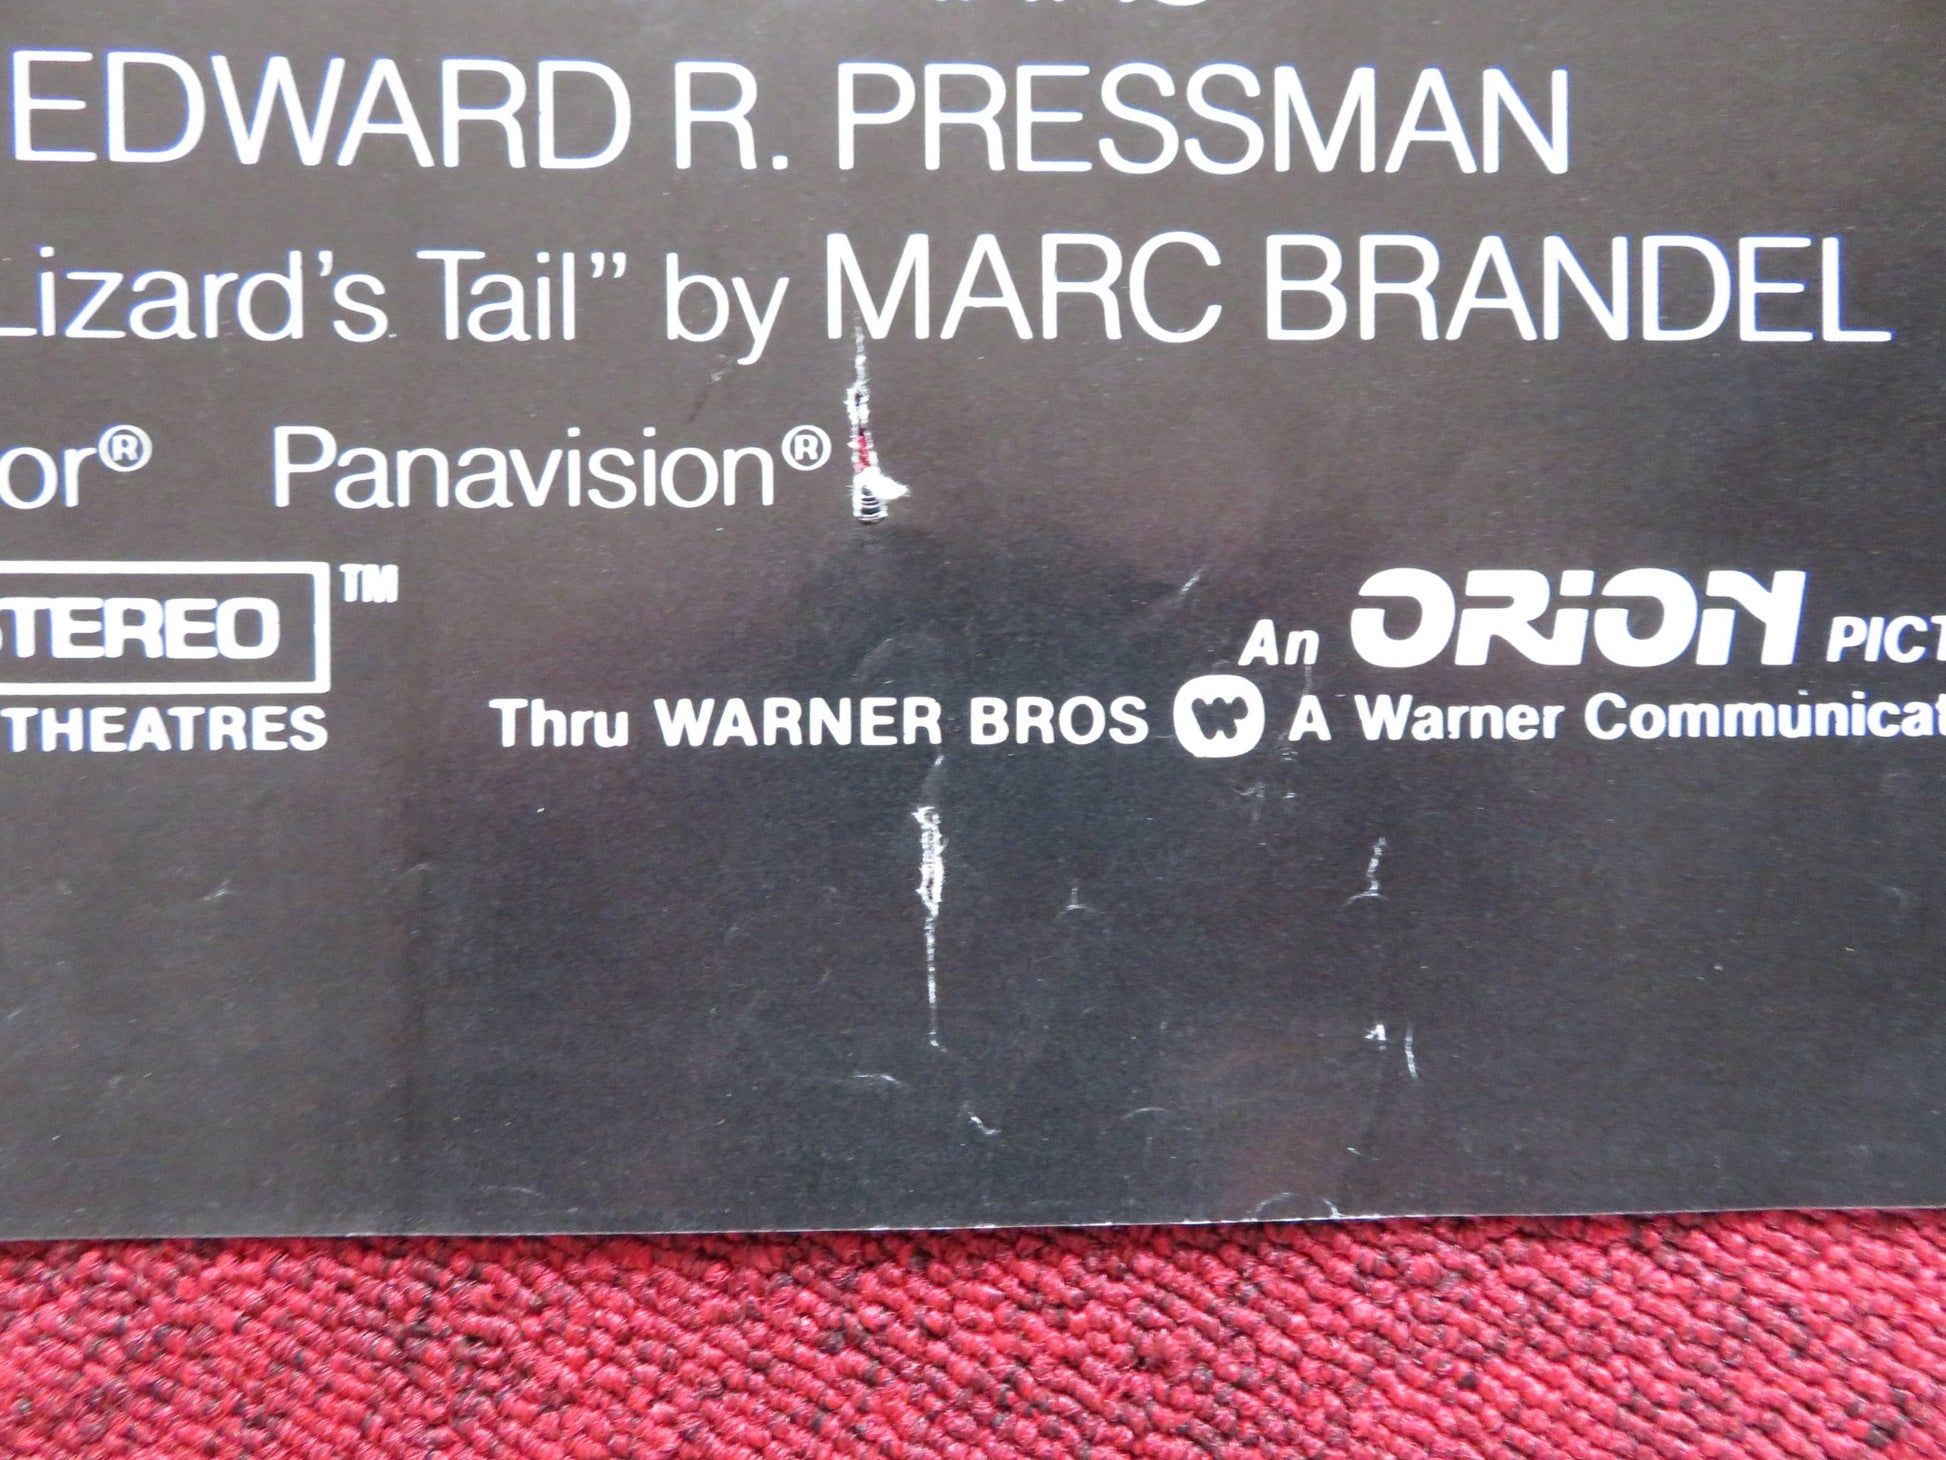 EDWARD R. PRESSMAN
Lizard's Tail” by MARC BRANDEL
or® Panavision®
STEREO ™
THEATRES
An ORION PICT
Thru WARNER BROS W A Warner Communicat